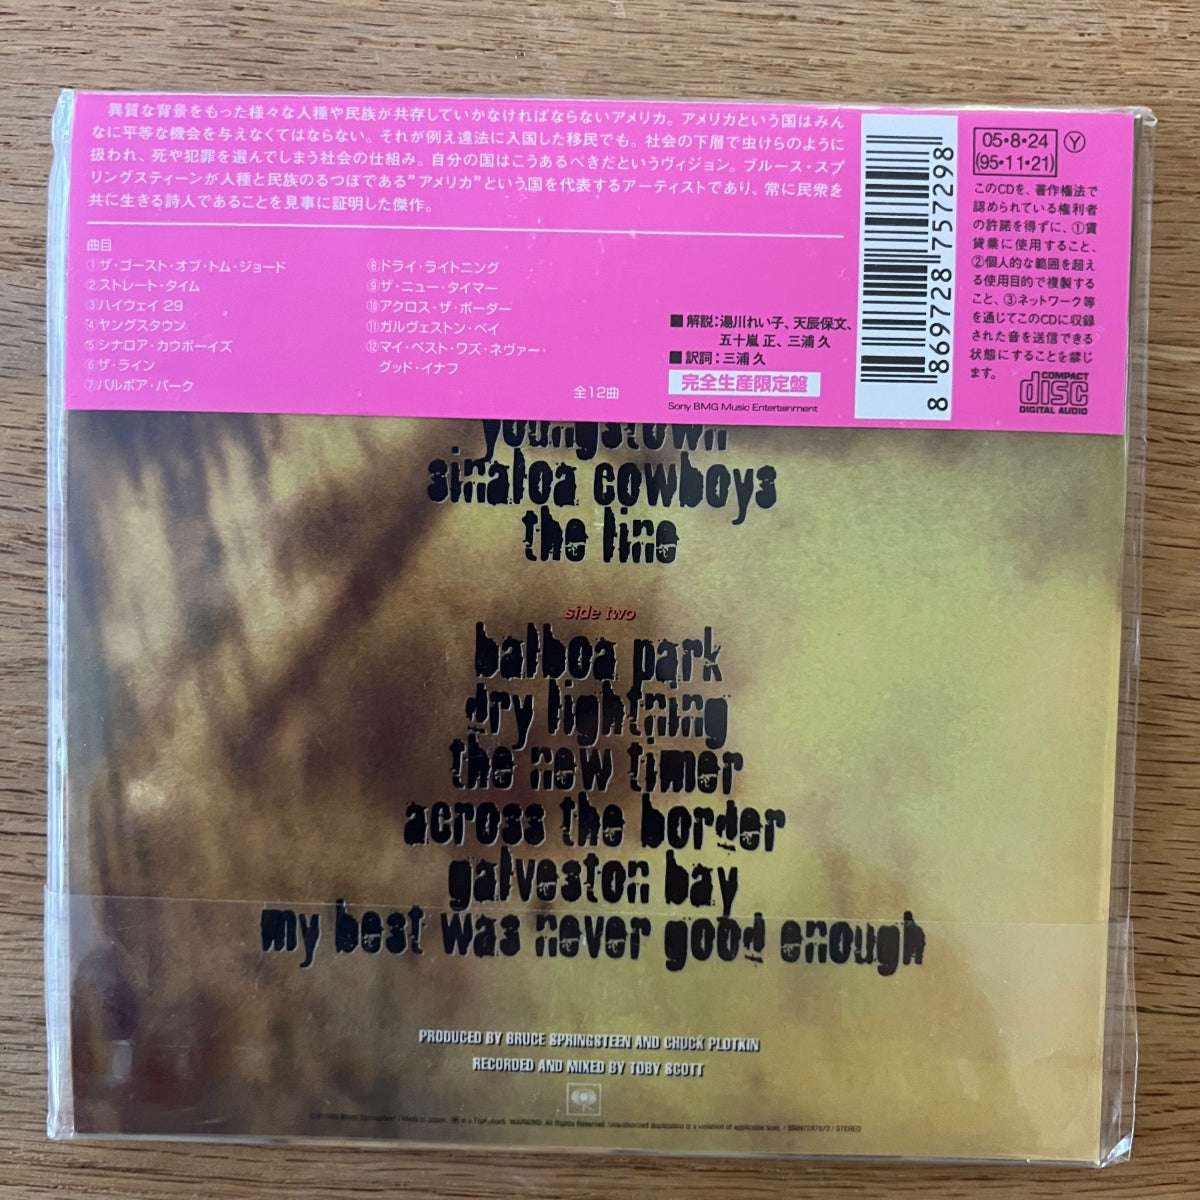 異質な背景をもった様々な人種や民族が共存していかなければならないアメリカ。アメリカという国はみん
なに平等な機会を与えなくてはならない。それが例え違法に入国した移民でも。社会の下層で虫けらのように
扱われ、死や犯罪を選んでしまう社会の仕組み。自分の国はこうあるべきだというヴィジョン。ブルース・スプ
リングスティーンが人種と民族のるつぼである"アメリカ"という国を代表するアーティストであり、常に民衆を
共に生きる詩人であることを見事に証明した傑作。
曲目
①ザ・ゴースト・オブ・トム・ジョード
②ストレート・タイム
③ハイウェイ 29
④ヤングスタウン
⑤シナロア・カウボーイズ
⑥ザ・ライン
⑦バルボア・パーク
⑧ドライ・ライトニング
⑨ザ・ニュー・タイマー
⑩アクロス・ザ・ボーダー
⑪ガルヴェストン・ベイ
⑫マイ・ベスト・ワズ・ネヴァー・
グッド・イナフ
全12曲
■解説:湯川れい子、天辰保文、
五十嵐 正、三浦 久
■訳詞:三浦 久
完全生産限定盤
Sony BMG Music Entertainment
8 869728 757298
05・8・24
(95・11・21)
Ⓨ
このCDを、著作権法で
認められている権利者
の許諾を得ずに、①賃
貸業に使用すること、
②個人的な範囲を超え
る使用目的で複製する
こと、③ネットワーク等
を通じてこのCDに収録
された音を送信できる
状態にすることを禁じ
ます。
COMPACT
disc
DIGITAL AUDIO
youngstown
sinaloa cowboys
the line
side two
balboa park
dry lightning
the new timer
across the border
galveston bay
my best was never good enough
PRODUCED BY BRUCE SPRINGSTEEN AND CHUCK PLOTKIN
RECORDED AND MIXED BY TOBY SCOTT
Bruce Springsteen / Made in Japan. is a Trademark. WARNING: All Rights Reserved. Unauthorized duplication is a violation of applicable laws. / 88697287572 / STEREO